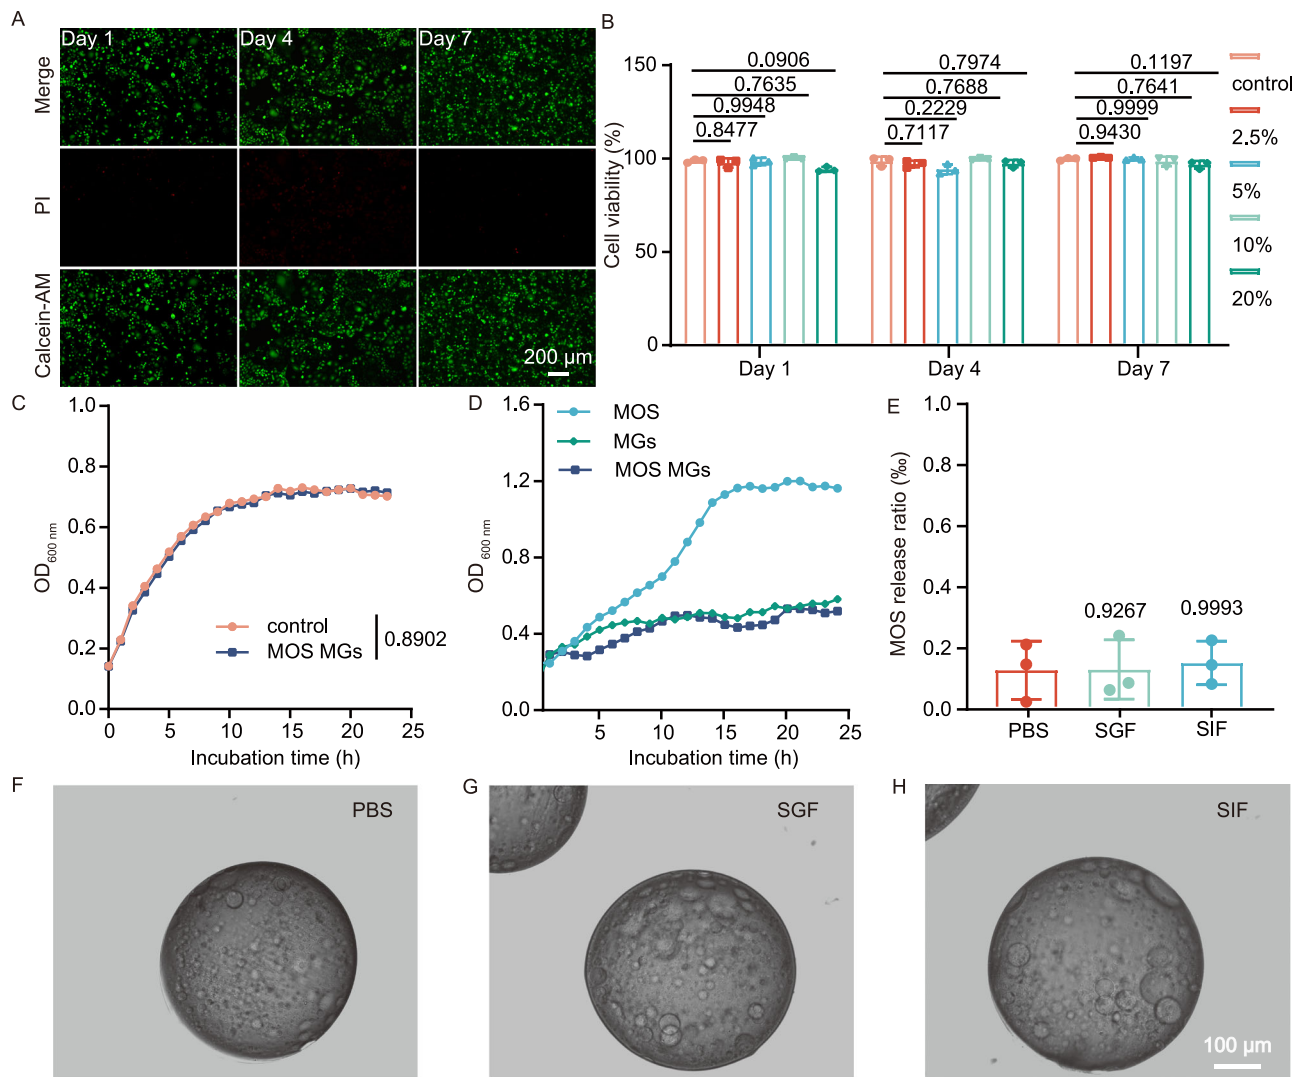 A
Day 1
Day 4
Day 7
Merge
PI
Calcein-AM
200 µm
B
Cell viability (%)
150
100
50
0
0.0906
0.7635
0.9948
0.8477
0.7974
0.7688
0.2229
0.7117
0.1197
0.7641
0.9999
0.9430
Day 1
Day 4
Day 7
control
2.5%
5%
10%
20%
C
OD600 nm
1.0
0.8
0.6
0.4
0.2
0.0
control
MOS MGs
0.8902
0
5
10
15
20
25
Incubation time (h)
D
OD600 nm
1.6
1.2
0.8
0.4
0.0
MOS
MGs
MOS MGs
5
10
15
20
25
Incubation time (h)
E
MOS release ratio (‰)
1.0
0.8
0.6
0.4
0.2
0.0
0.9267
0.9993
PBS
SGF
SIF
F
PBS
G
SGF
H
SIF
100 µm